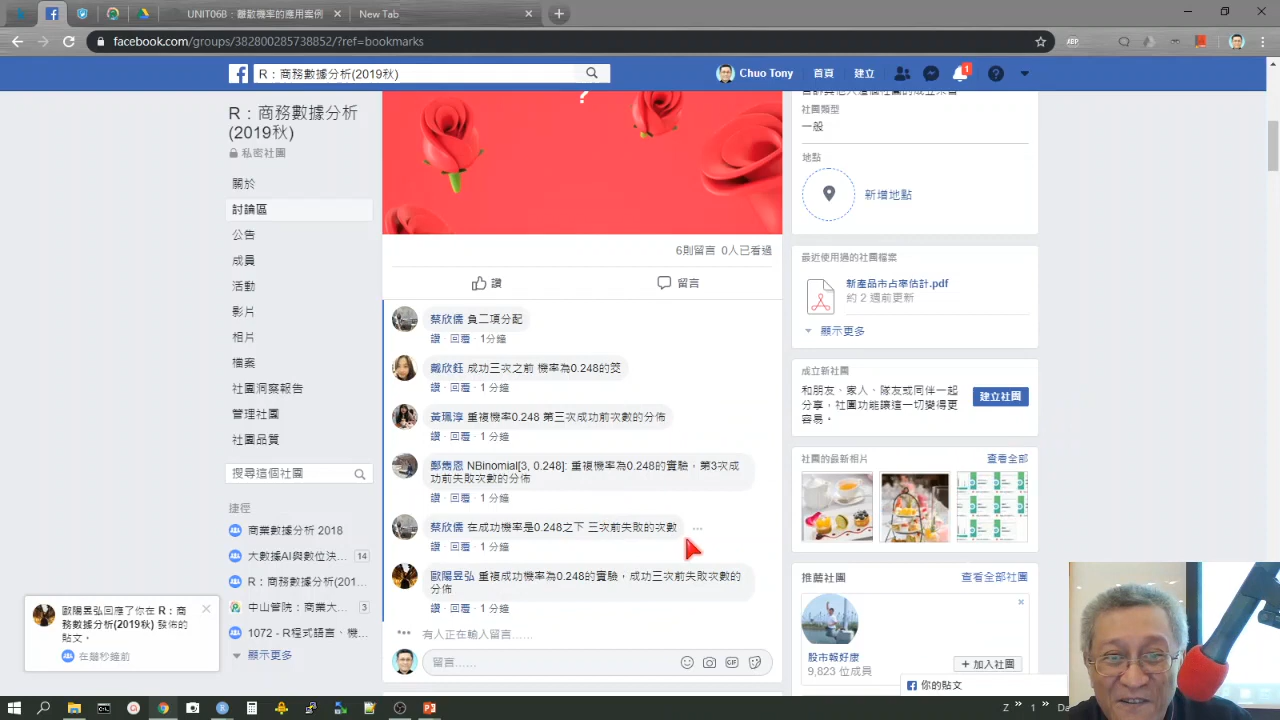 UNIT06B：離散機率的應用案例
New Tab
facebook.com/groups/382800285738852/?ref=bookmarks
ABP
R：商務數據分析(2019秋)
Chuo Tony
首頁
建立
1
R：商務數據分析
(2019秋)
私密社團
關於
討論區
公告
成員
活動
影片
相片
檔案
社團洞察報告
管理社團
社團品質
搜尋這個社團
捷徑
商業數據分析 2018
大數據AI與數位決... 14
R：商務數據分析(201...
中山管院：商業大... 3
1072 - R程式語言、機...
顯示更多
歐陽昱弘回應了你在 R：商
務數據分析(2019秋) 發佈的
貼文。
在幾秒鐘前
?
6則留言 0人已看過
讚
留言
蔡欣儒 負二項分配
讚 · 回覆 · 1分鐘
戴欣鈺 成功三次之前 機率為0.248的筊
讚 · 回覆 · 1 分鐘
黃珮淳 重複機率0.248 第三次成功前次數的分佈
讚 · 回覆 · 1 分鐘
鄭雋恩 NBinomial[3, 0.248]: 重複機率為0.248的實驗，第3次成
功前失敗次數的分佈
讚 · 回覆 · 1 分鐘
蔡欣儒 在成功機率是0.248之下 三次前失敗的次數
讚 · 回覆 · 1 分鐘
歐陽昱弘 重複成功機率為0.248的實驗，成功三次前失敗次數的
分佈
讚 · 回覆 · 1 分鐘
有人正在輸入留言......
留言......
GIF
社團類型
一般
地點
新增地點
最近使用過的社團檔案
新產品市占率估計.pdf
約 2 週前更新
顯示更多
成立新社團
和朋友、家人、隊友或同伴一起
分享，社團功能讓這一切變得更
容易。
建立社團
社團的最新相片
查看全部
推薦社團
查看全部社團
股市報好康
9,823 位成員
+ 加入社團
你的貼文